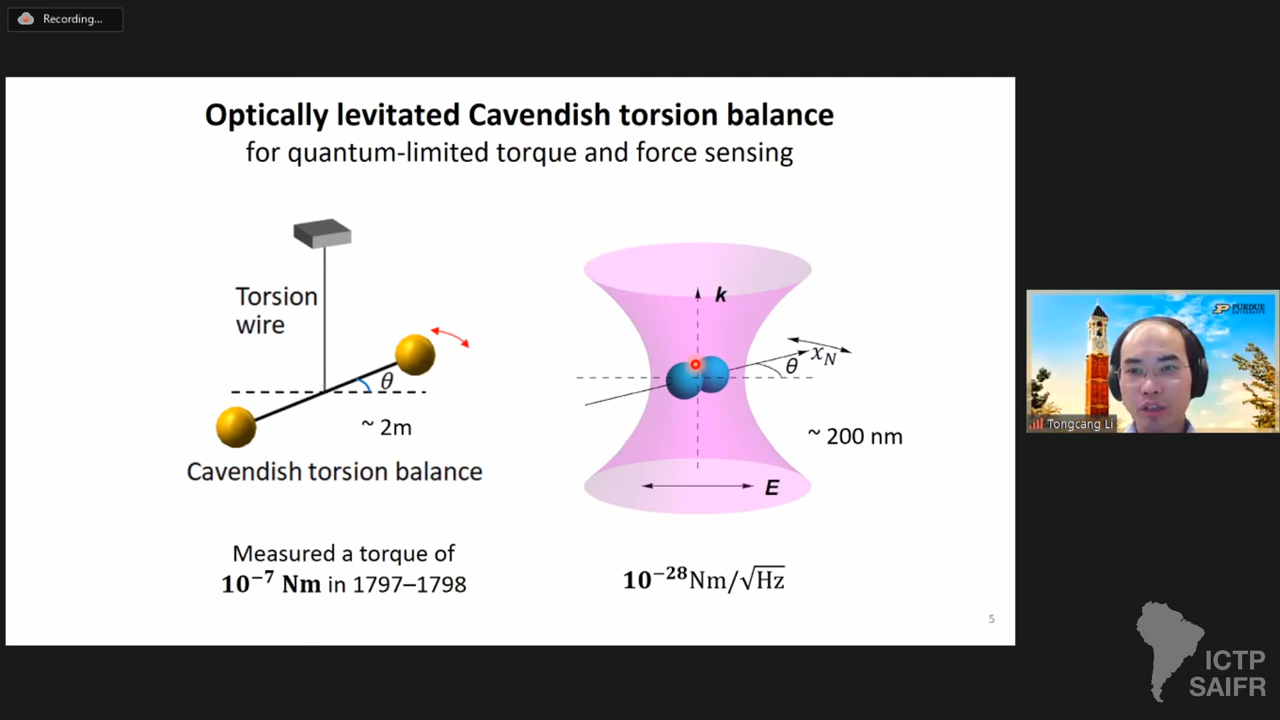 Recording...
Optically levitated Cavendish torsion balance
for quantum-limited torque and force sensing
Torsion
wire
θ
~ 2m
Cavendish torsion balance
Measured a torque of
10⁻⁷ Nm in 1797–1798
k
x_N
θ
~ 200 nm
E
10⁻²⁸Nm/√Hz
5
P PURDUE
UNIVERSITY
Tongcang Li
ICTP
SAIFR